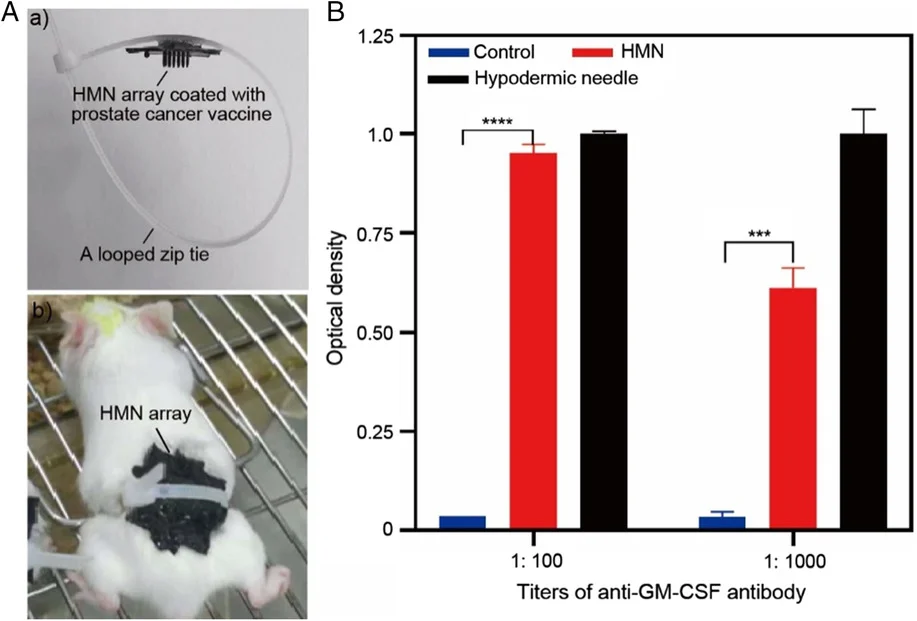 A
a)
HMN array coated with
prostate cancer vaccine
A looped zip tie
b)
HMN array
B
1.25
1.0
0.75
0.50
0.25
0
Optical density
Control
HMN
Hypodermic needle
****
***
1: 100
1: 1000
Titers of anti-GM-CSF antibody